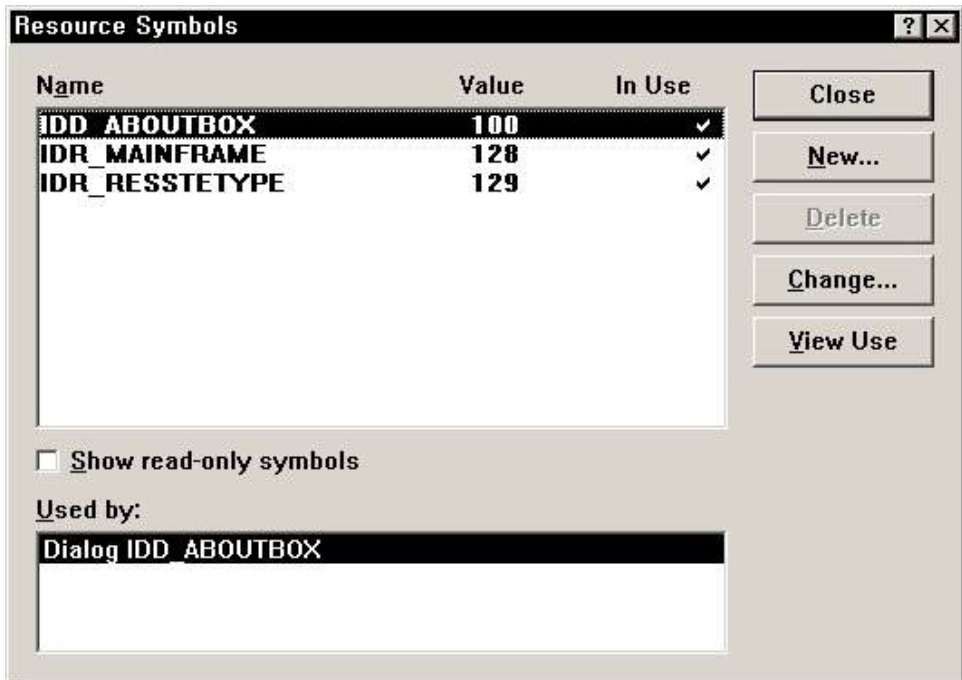 Resource Symbols
Name Value In Use
IDD_ABOUTBOX 100
IDR_MAINFRAME 128
IDR_RESSTETYPE 129
Close
New...
Delete
Change...
View Use
Show read-only symbols
Used by:
Dialog IDD_ABOUTBOX